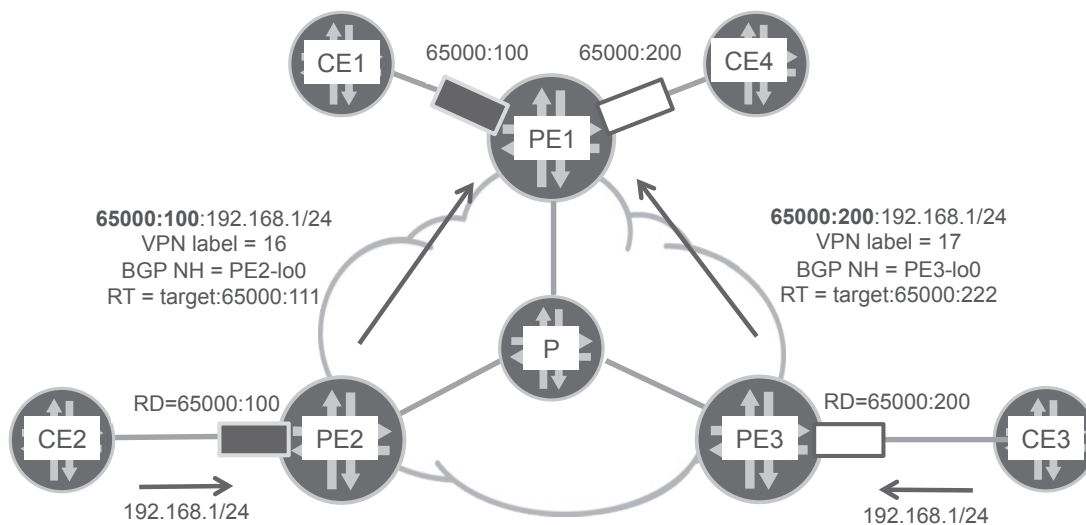 65000:100
65000:200
CE1
CE4
PE1
65000:100:192.168.1/24
VPN label = 16
BGP NH = PE2-lo0
RT = target:65000:111
65000:200:192.168.1/24
VPN label = 17
BGP NH = PE3-lo0
RT = target:65000:222
P
RD=65000:100
RD=65000:200
CE2
PE2
PE3
CE3
192.168.1/24
192.168.1/24